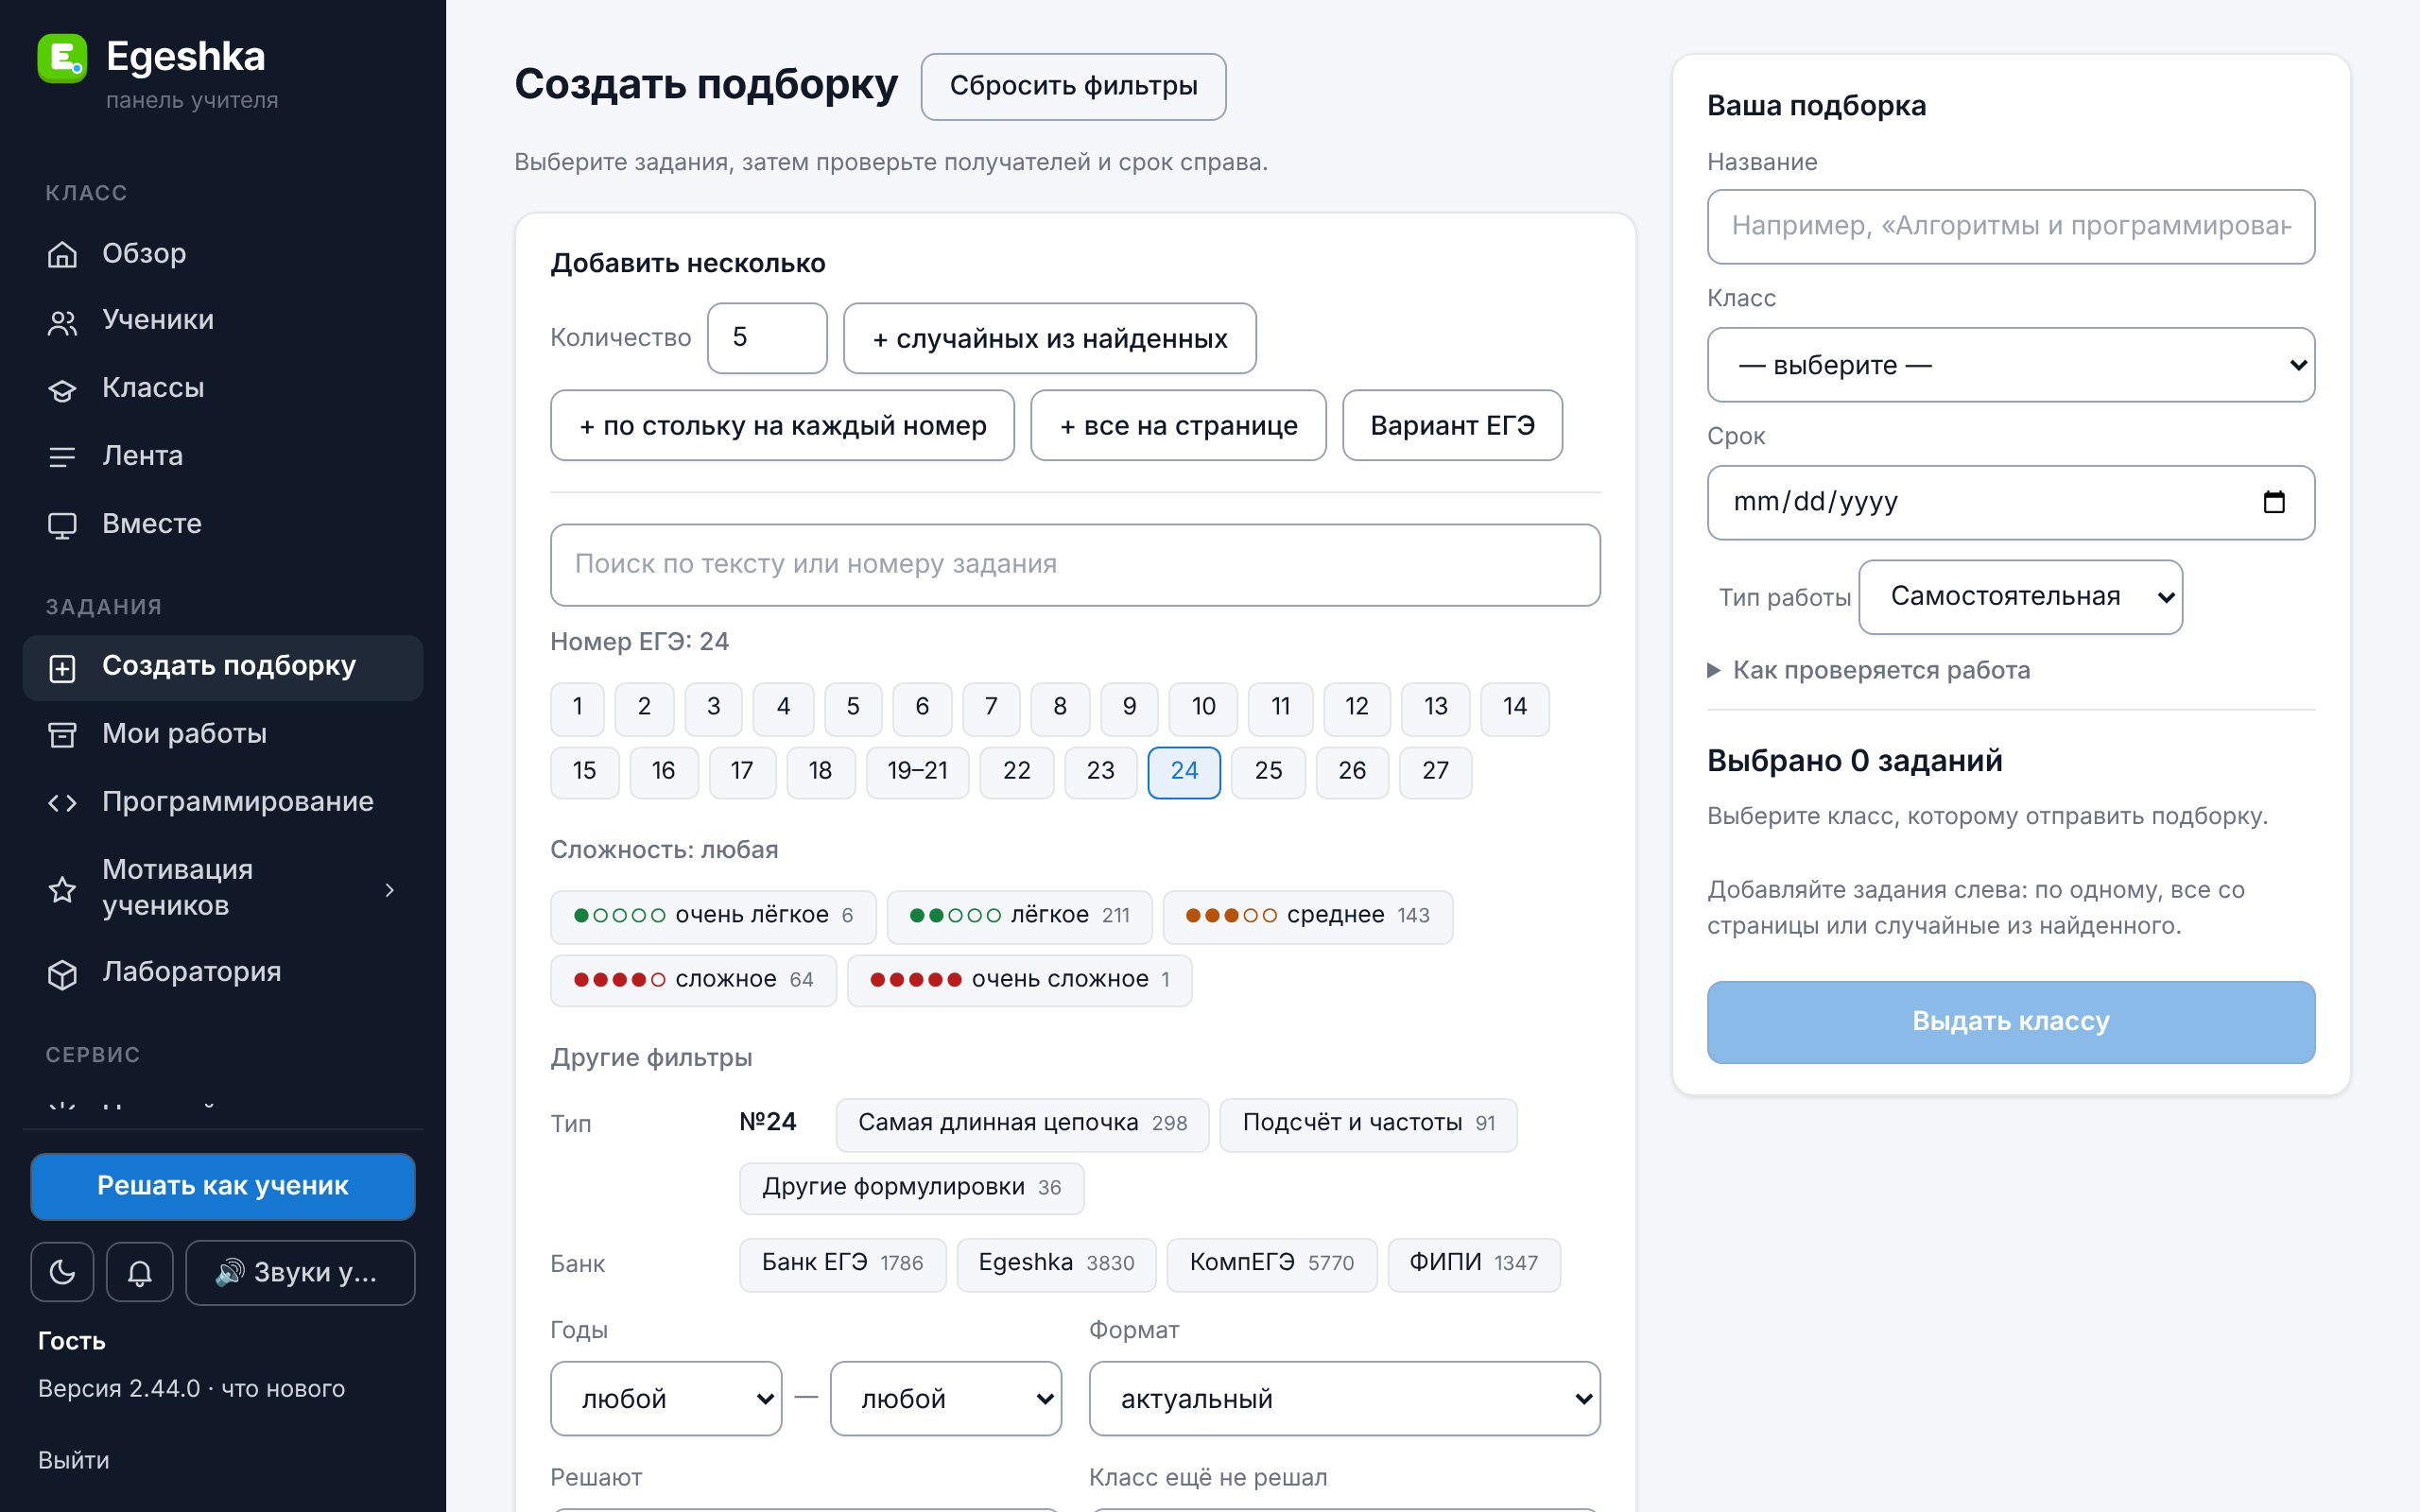 Egeshka
панель учителя
КЛАСС
Обзор
Ученики
Классы
Лента
Вместе
ЗАДАНИЯ
Создать подборку
Мои работы
Программирование
Мотивация
учеников
Лаборатория
СЕРВИС
Решать как ученик
Звуки у...
Гость
Версия 2.44.0 · что нового
Выйти
Создать подборку
Сбросить фильтры
Выберите задания, затем проверьте получателей и срок справа.
Добавить несколько
Количество 5 + случайных из найденных
+ по стольку на каждый номер + все на странице Вариант ЕГЭ
Поиск по тексту или номеру задания
Номер ЕГЭ: 24
1 2 3 4 5 6 7 8 9 10 11 12 13 14
15 16 17 18 19–21 22 23 24 25 26 27
Сложность: любая
очень лёгкое 6 лёгкое 211 среднее 143
сложное 64 очень сложное 1
Другие фильтры
Тип №24 Самая длинная цепочка 298 Подсчёт и частоты 91
Другие формулировки 36
Банк Банк ЕГЭ 1786 Egeshka 3830 КомпЕГЭ 5770 ФИПИ 1347
Годы Формат
любой — любой актуальный
Решают Класс ещё не решал
Ваша подборка
Название
Например, «Алгоритмы и программирован
Класс
— выберите —
Срок
mm/dd/yyyy
Тип работы Самостоятельная
Как проверяется работа
Выбрано 0 заданий
Выберите класс, которому отправить подборку.
Добавляйте задания слева: по одному, все со
страницы или случайные из найденного.
Выдать классу